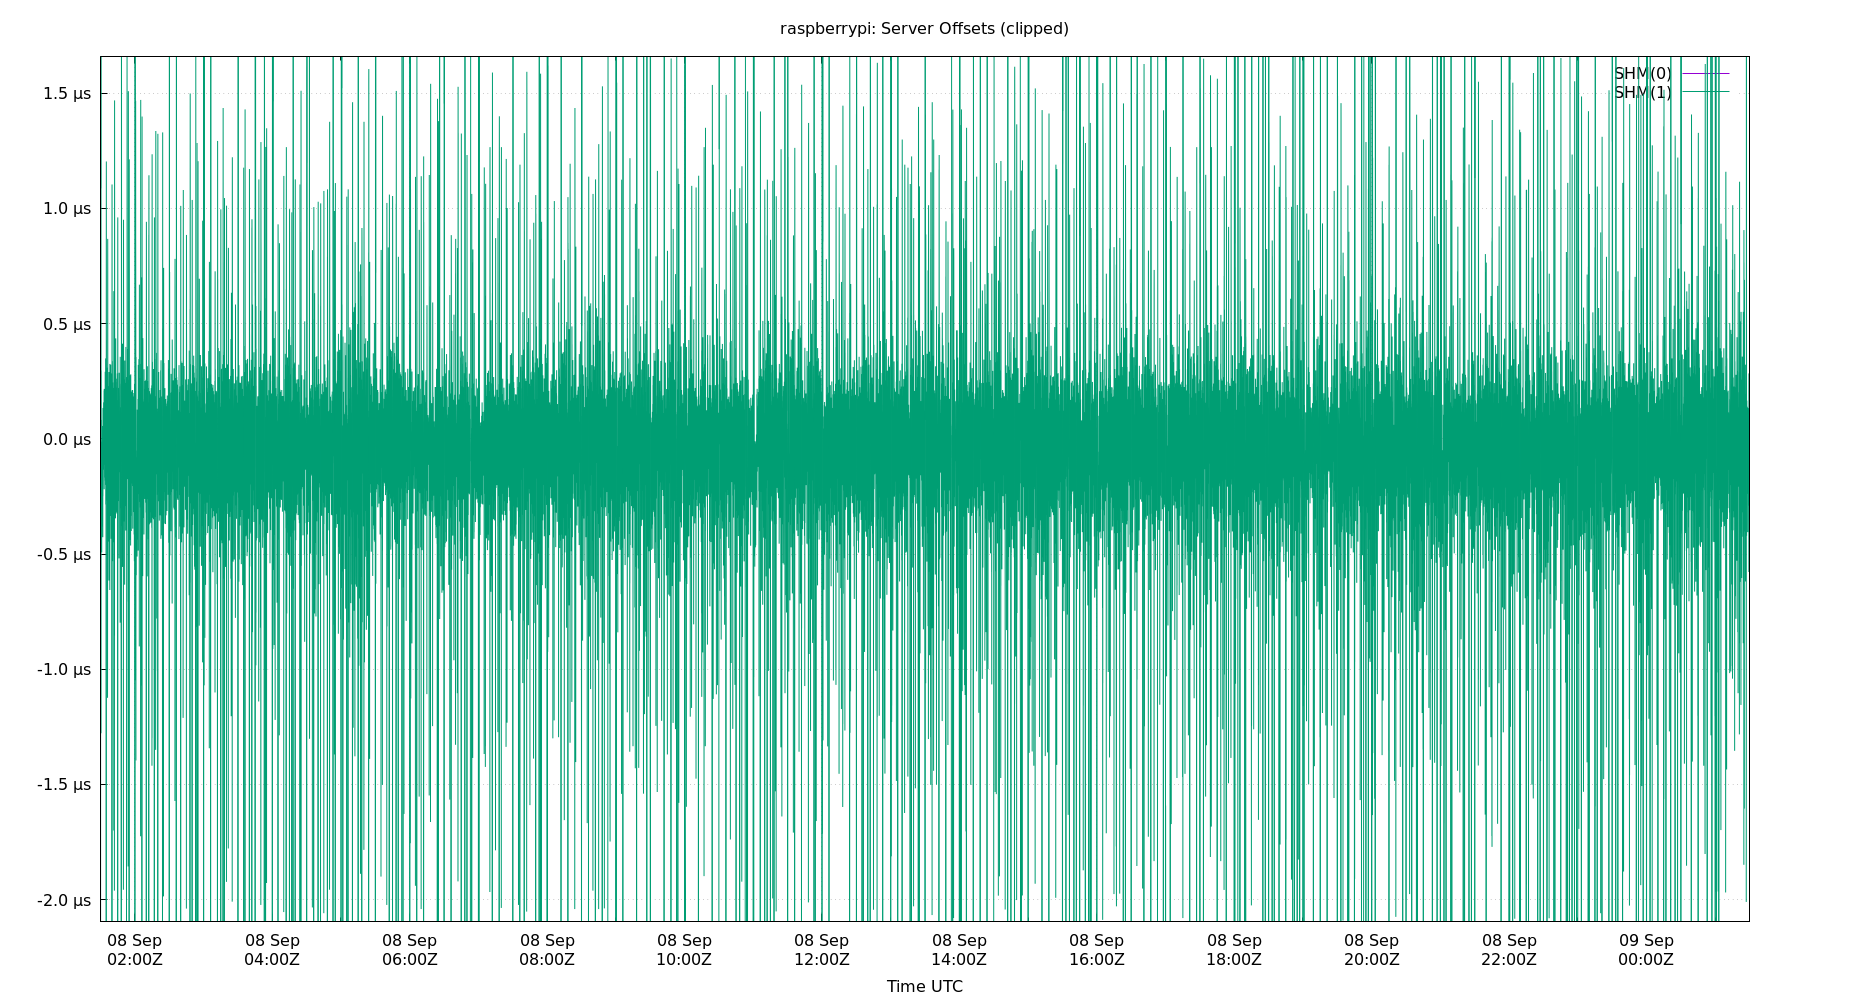 raspberrypi: Server Offsets (clipped)
SHM(0)
SHM(1)
1.5 µs
1.0 µs
0.5 µs
0.0 µs
-0.5 µs
-1.0 µs
-1.5 µs
-2.0 µs
08 Sep 08 Sep 08 Sep 08 Sep 08 Sep 08 Sep 08 Sep 08 Sep 08 Sep 08 Sep 08 Sep 09 Sep
02:00Z 04:00Z 06:00Z 08:00Z 10:00Z 12:00Z 14:00Z 16:00Z 18:00Z 20:00Z 22:00Z 00:00Z
Time UTC